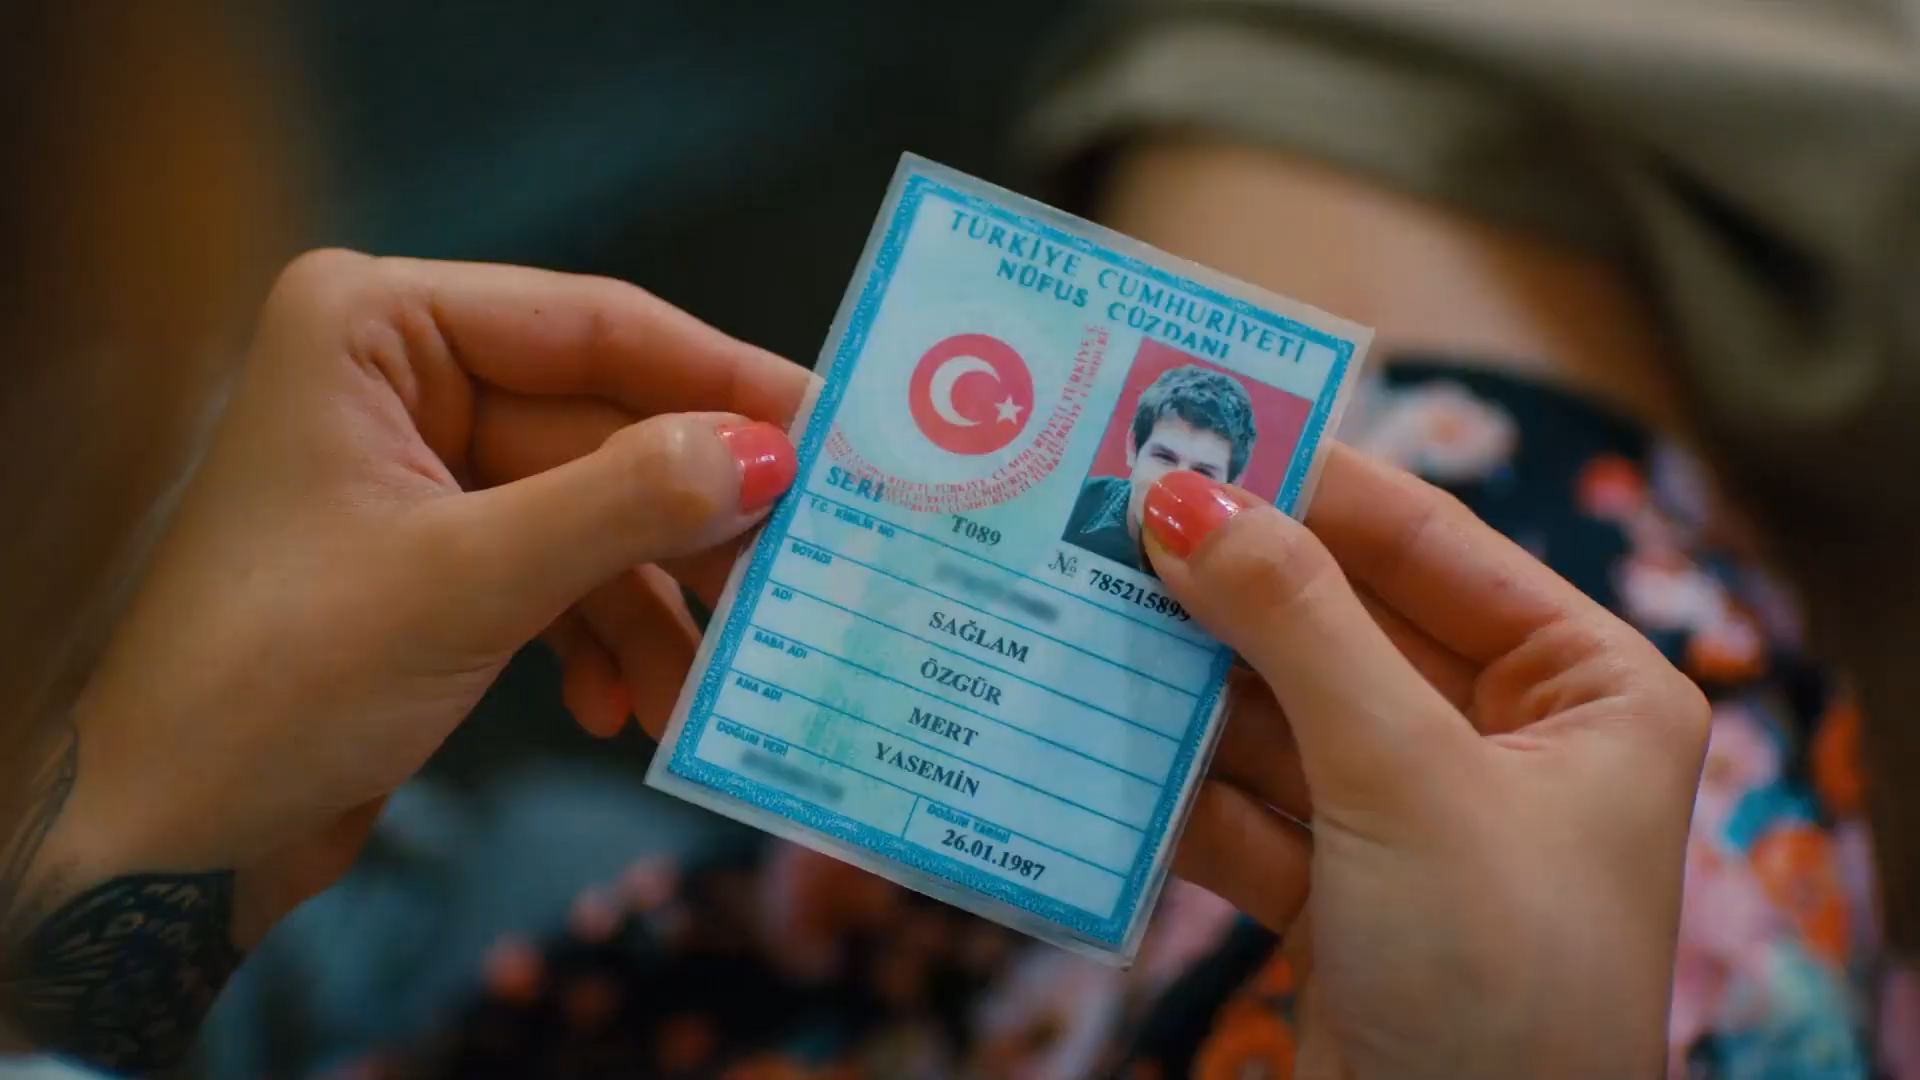 TÜRKİYE CUMHURİYETİ
NÜFUS CÜZDANI
SERİ
T089
№ 78521589
T.C. KİMLİK NO
SOYADI
SAĞLAM
ADI
ÖZGÜR
BABA ADI
MERT
ANA ADI
YASEMİN
DOĞUM YERİ
DOĞUM TARİHİ
26.01.1987